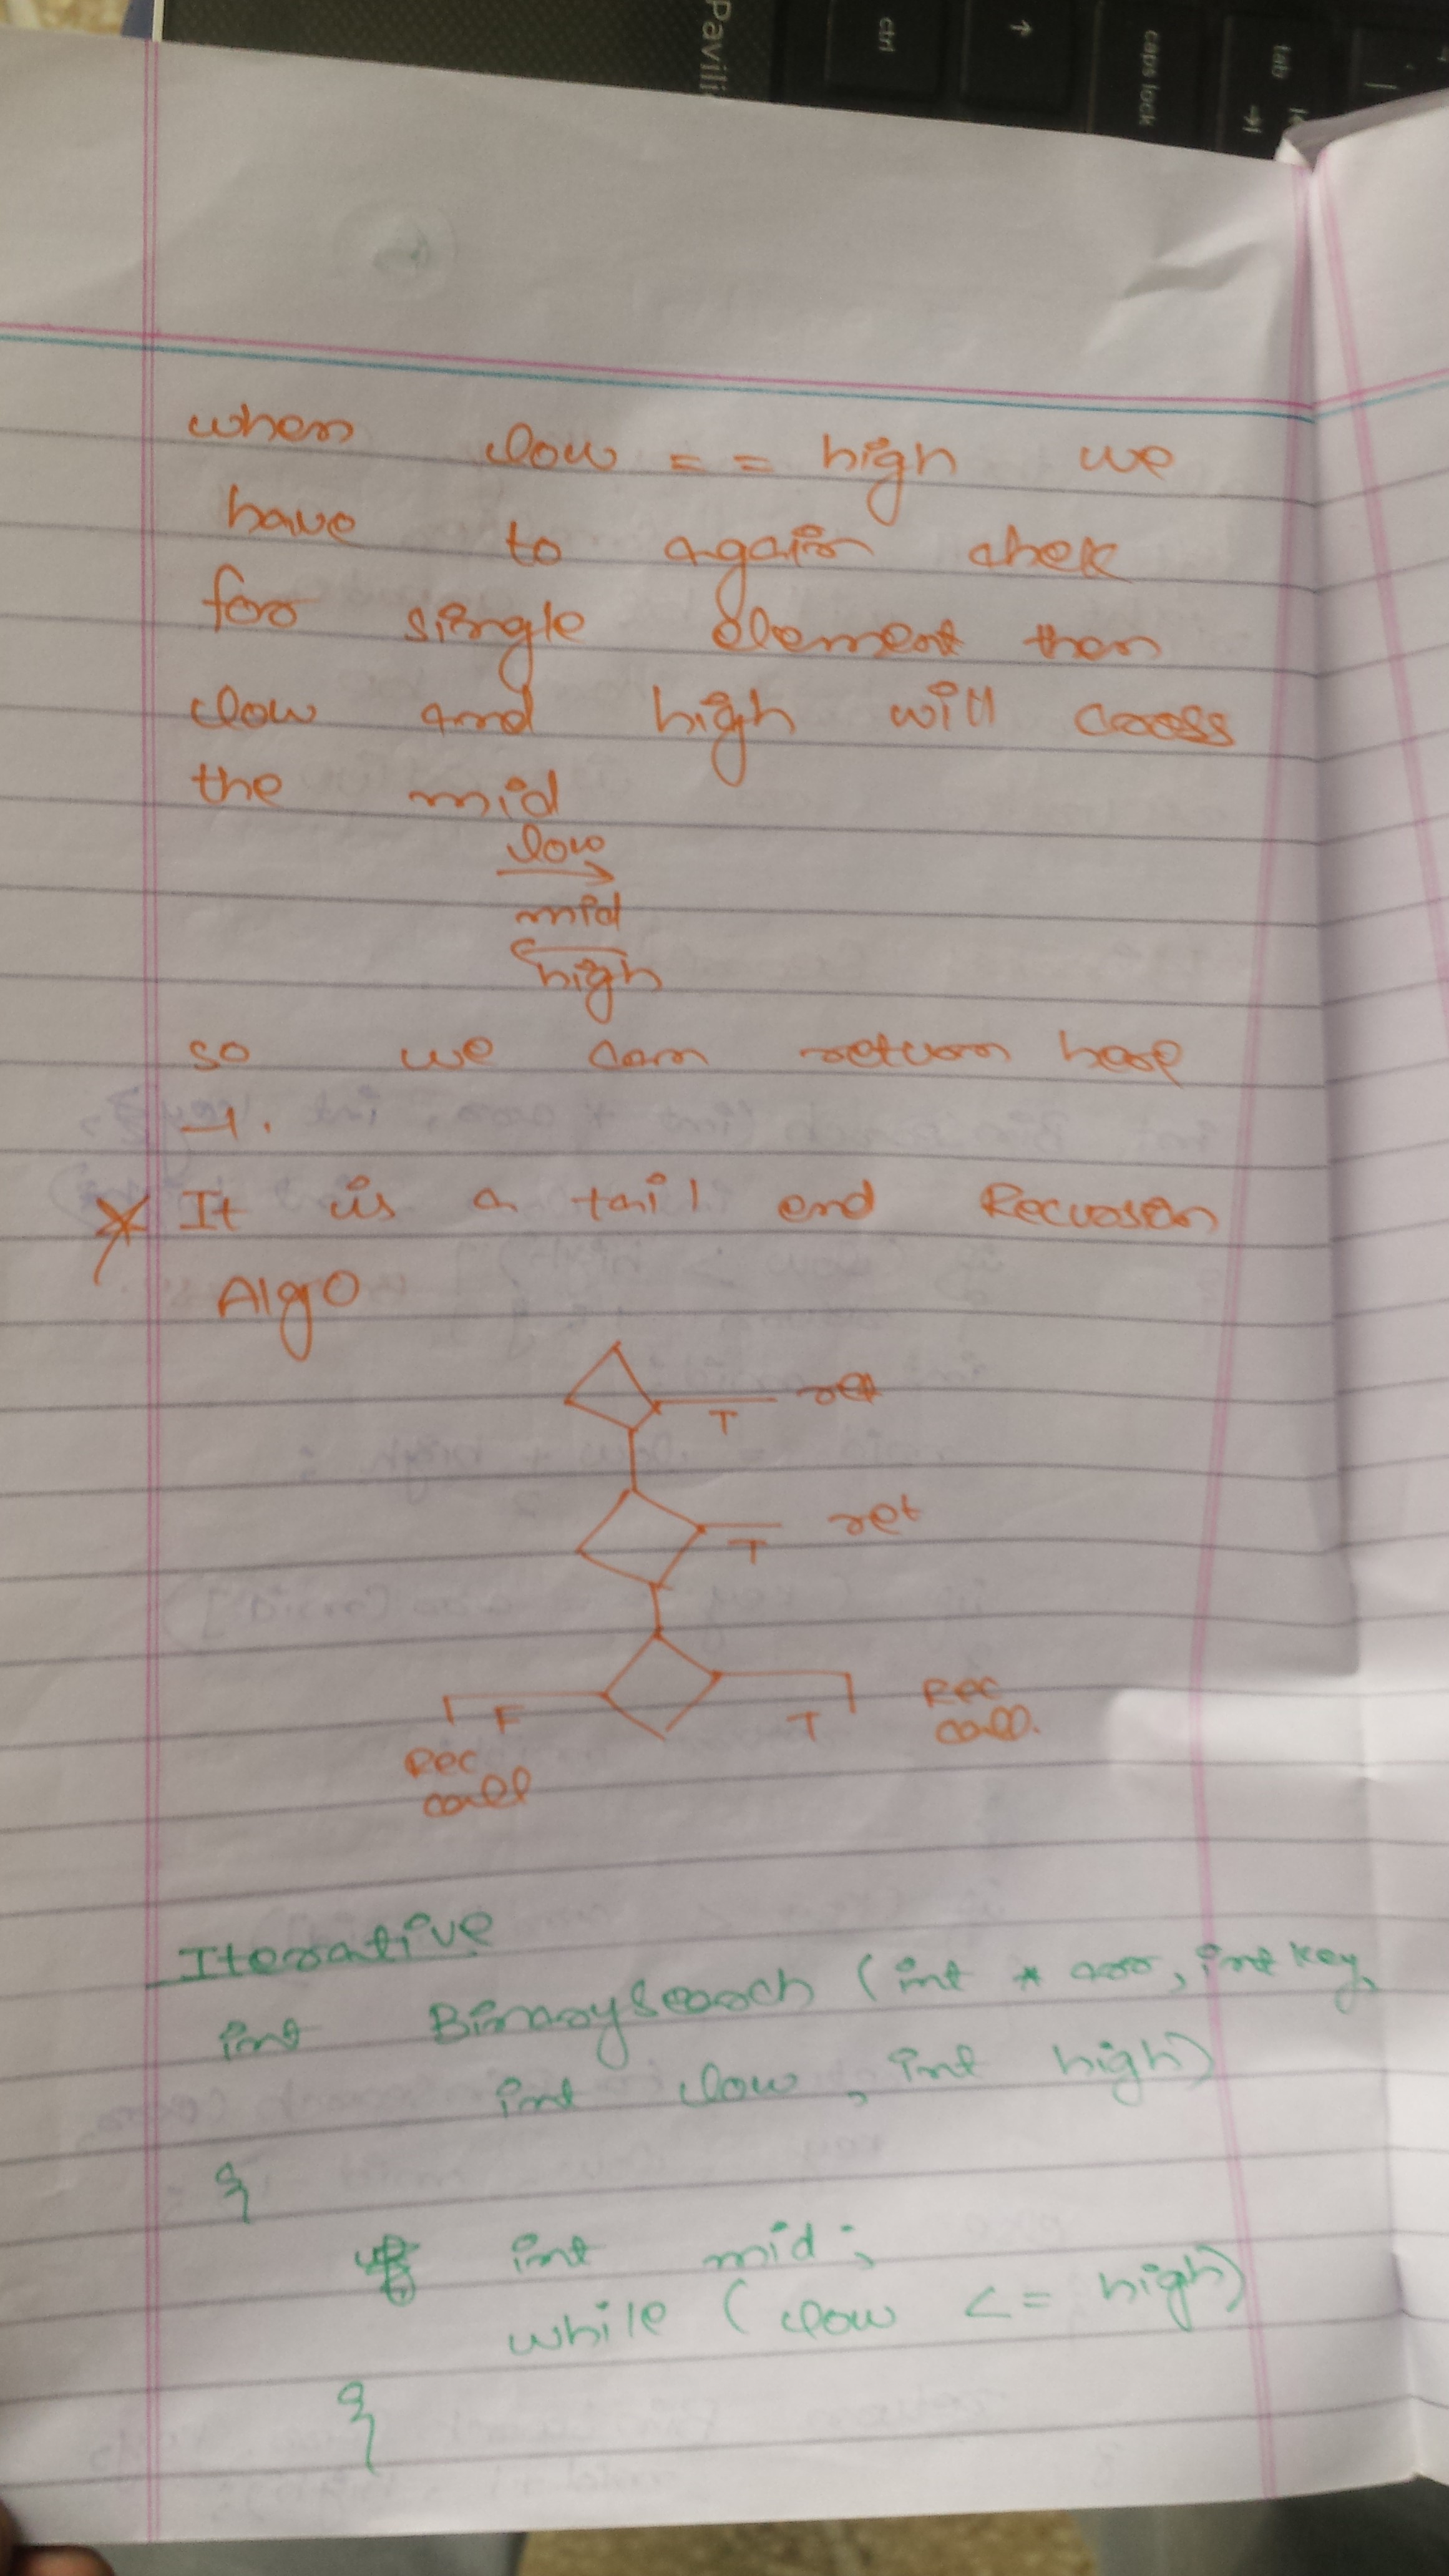 Pavili
ctrl
caps lock
tab
when low == high we
have to again chek
for single element then
low and high will cross
the mid
low
mid
high
so we can return here
-1.
It is a tail end Recursion
Algo
T ret
T ret
F T Rec
call.
Rec
call
Iterative
int BinarySearch (int * arr, int key,
int low, int high)
{
int mid;
while (low <= high)
{